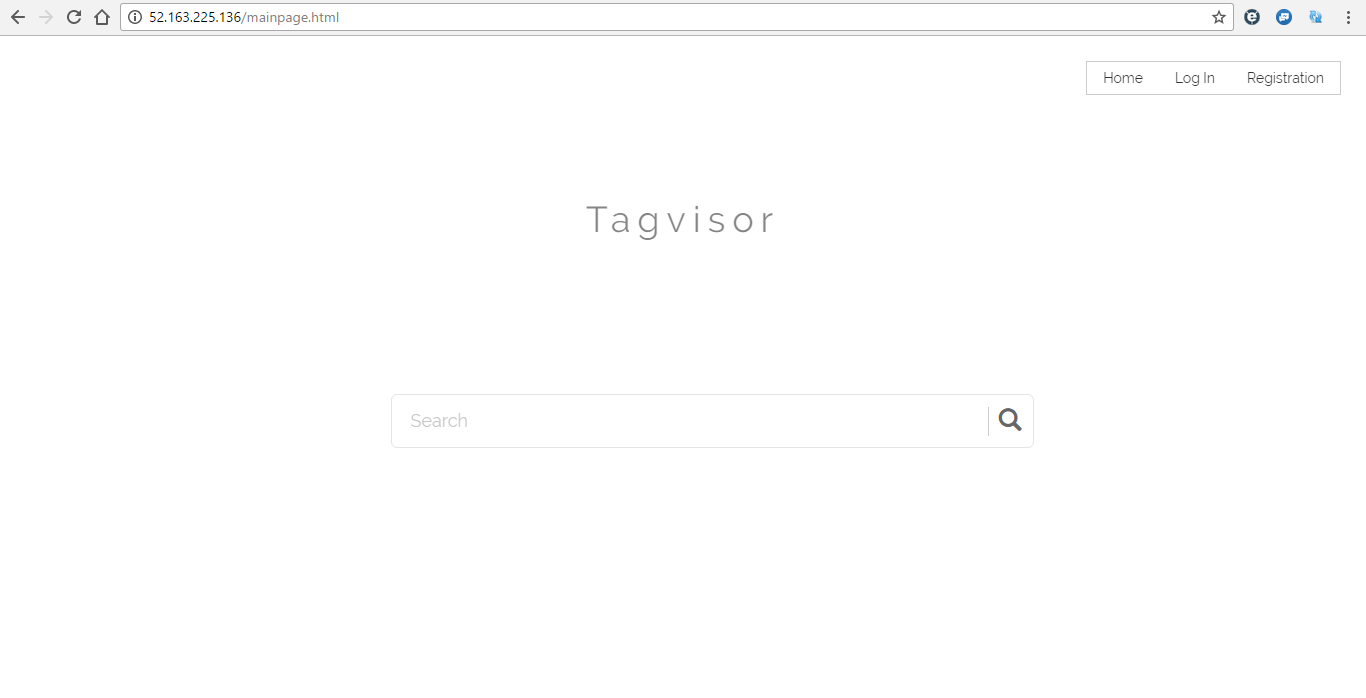 52.163.225.136/mainpage.html
Home Log In Registration
Tagvisor
Search